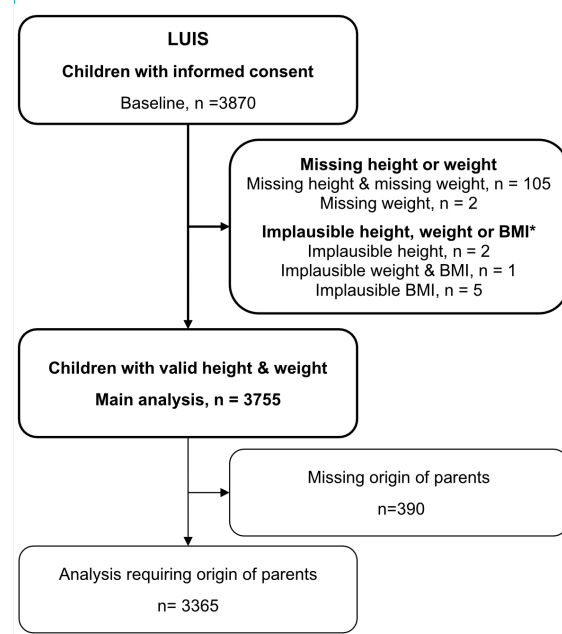 LUIS
Children with informed consent
Baseline, n =3870
Missing height or weight
Missing height & missing weight, n = 105
Missing weight, n = 2
Implausible height, weight or BMI*
Implausible height, n = 2
Implausible weight & BMI, n = 1
Implausible BMI, n = 5
Children with valid height & weight
Main analysis, n = 3755
Missing origin of parents
n=390
Analysis requiring origin of parents
n= 3365